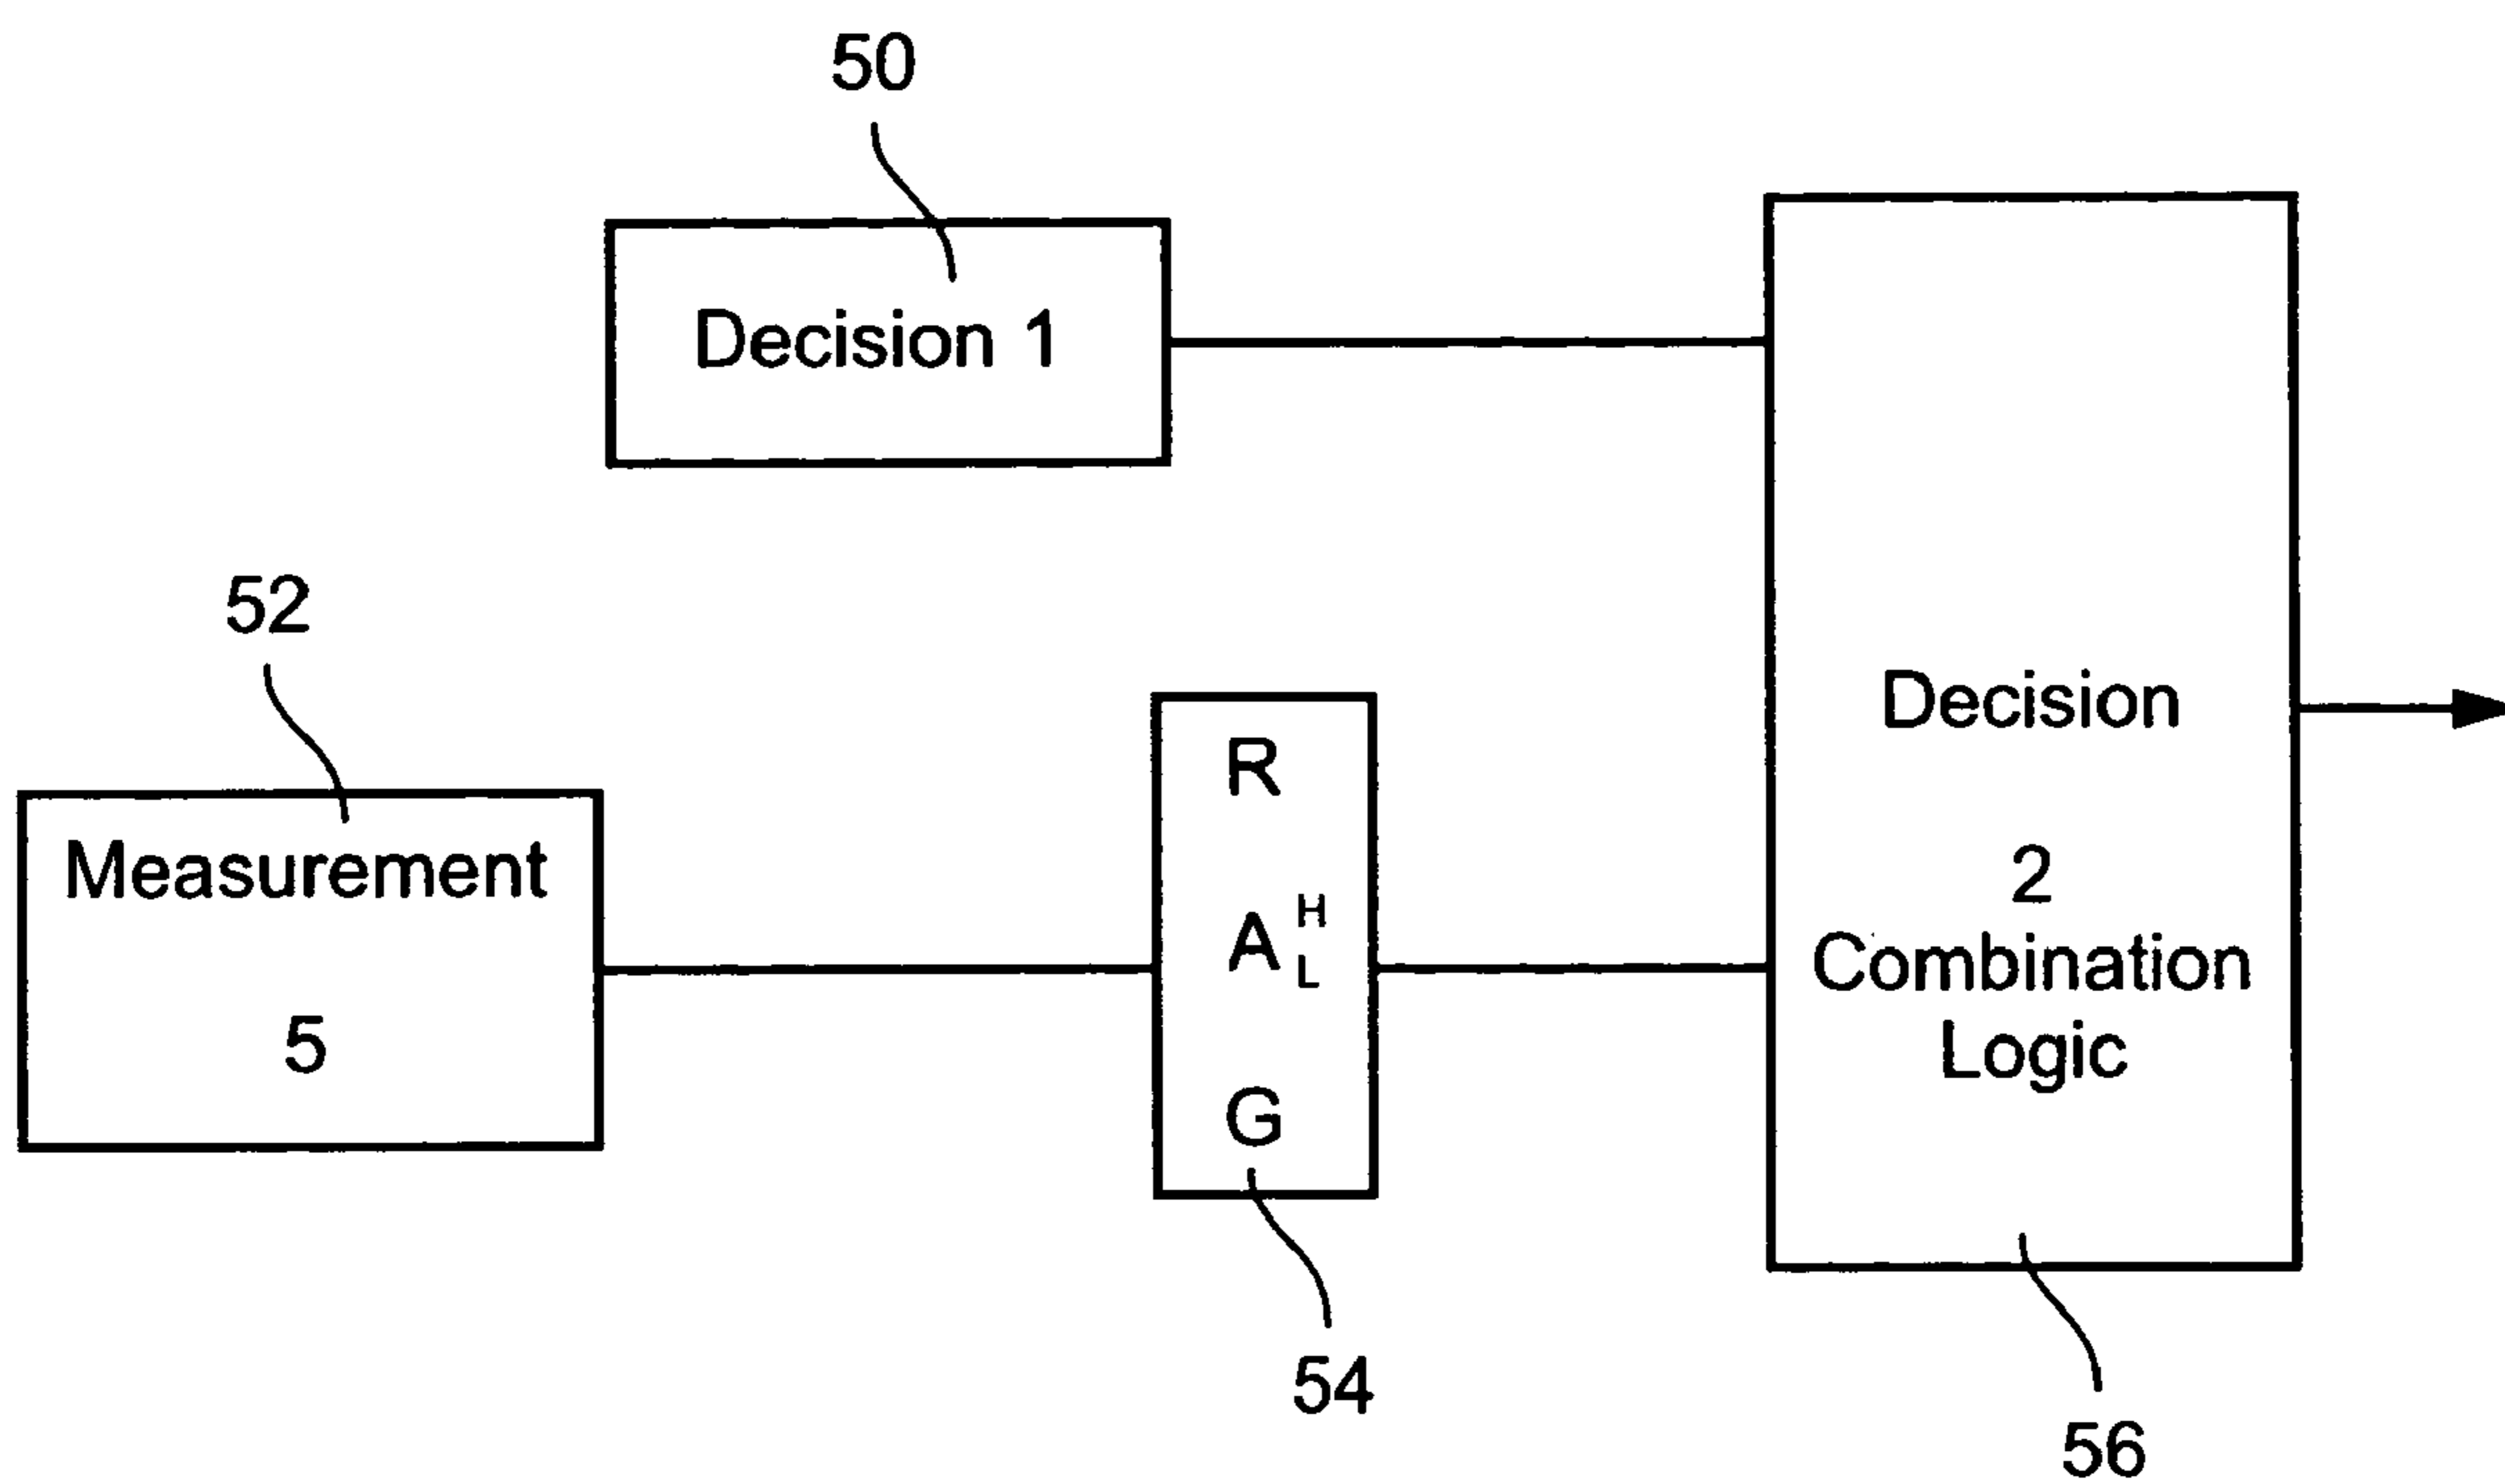 50
Decision 1
52
Measurement
5
R
A H
L
G
54
Decision
2
Combination
Logic
56